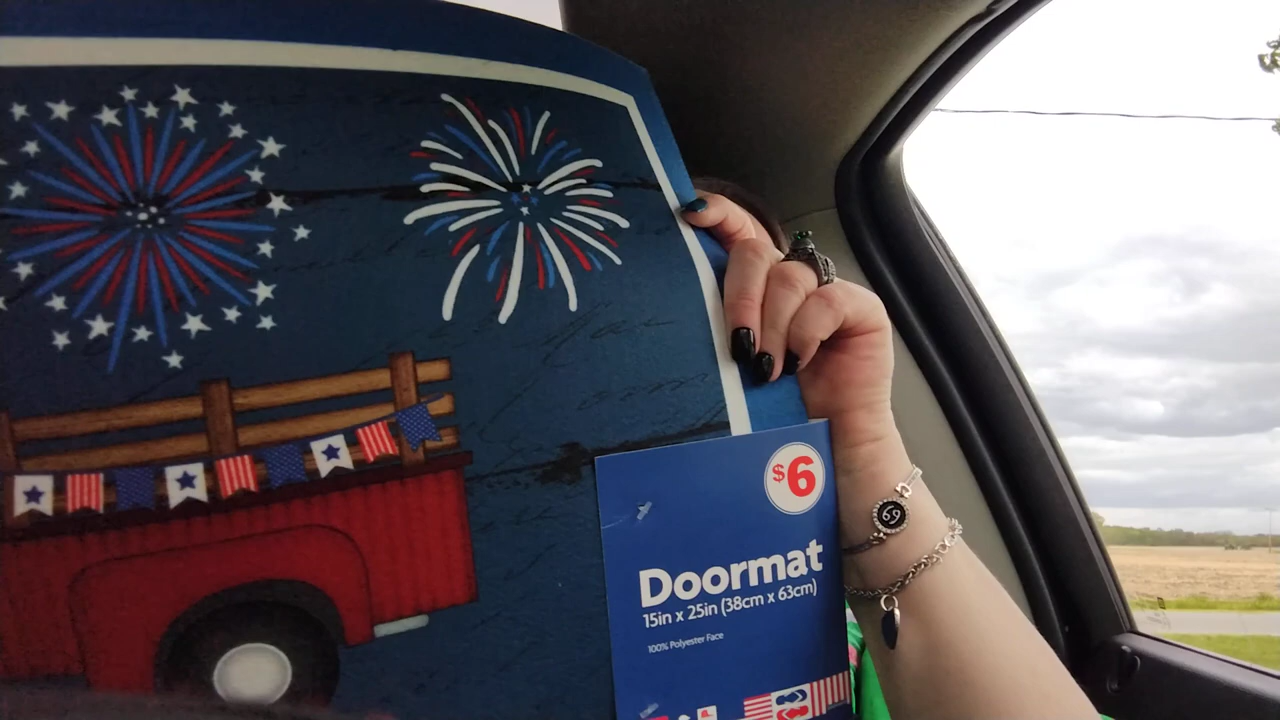 $6
Doormat
15in x 25in (38cm x 63cm)
100% Polyester Face